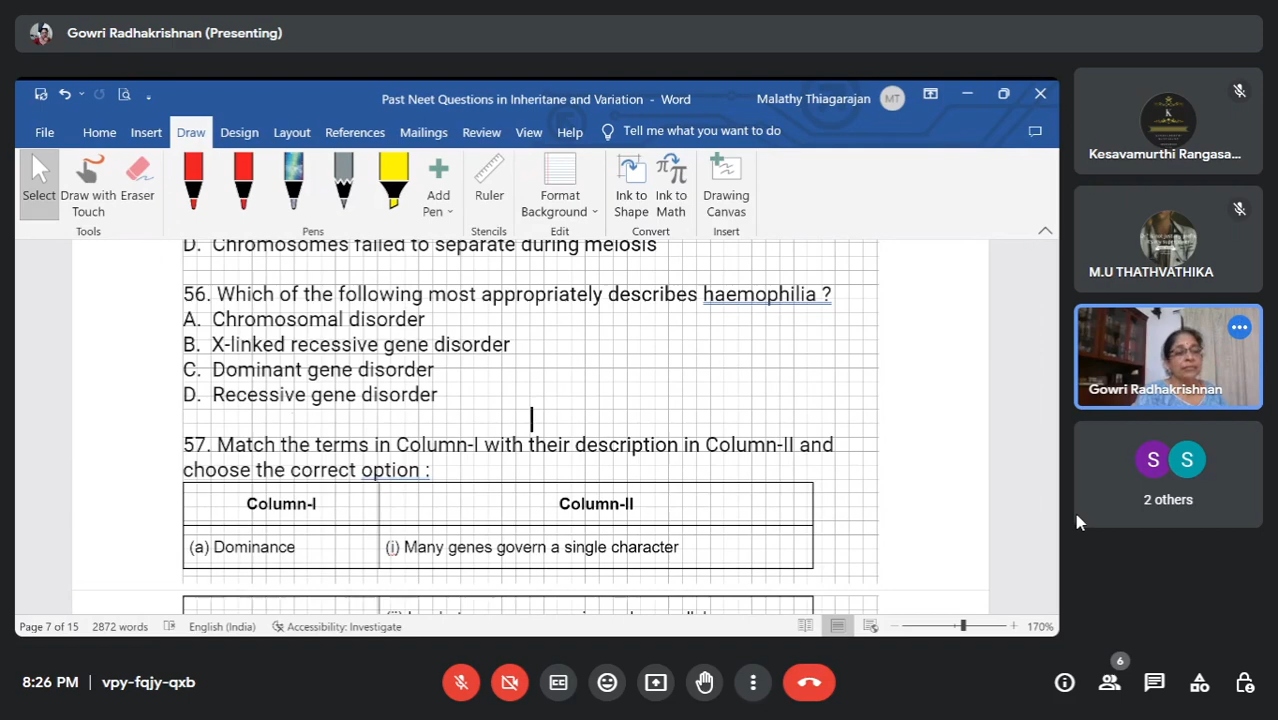 Gowri Radhakrishnan (Presenting)
Past Neet Questions in Inheritane and Variation - Word
Malathy Thiagarajan
MT
File Home Insert Draw Design Layout References Mailings Review View Help Tell me what you want to do
Select
Draw with Touch
Eraser
Add Pen
Ruler
Format Background
Ink to Shape
Ink to Math
Drawing Canvas
Tools Pens Stencils Edit Convert Insert
D. Chromosomes failed to separate during meiosis
56. Which of the following most appropriately describes haemophilia ?
A. Chromosomal disorder
B. X-linked recessive gene disorder
C. Dominant gene disorder
D. Recessive gene disorder
57. Match the terms in Column-I with their description in Column-II and
choose the correct option :
Column-I Column-II
(a) Dominance (i) Many genes govern a single character
Page 7 of 15 2872 words English (India) Accessibility: Investigate 170%
K
Kesavamurthi Rangasa...
M.U THATHVATHIKA
Gowri Radhakrishnan
S S
2 others
8:26 PM | vpy-fqjy-qxb
6